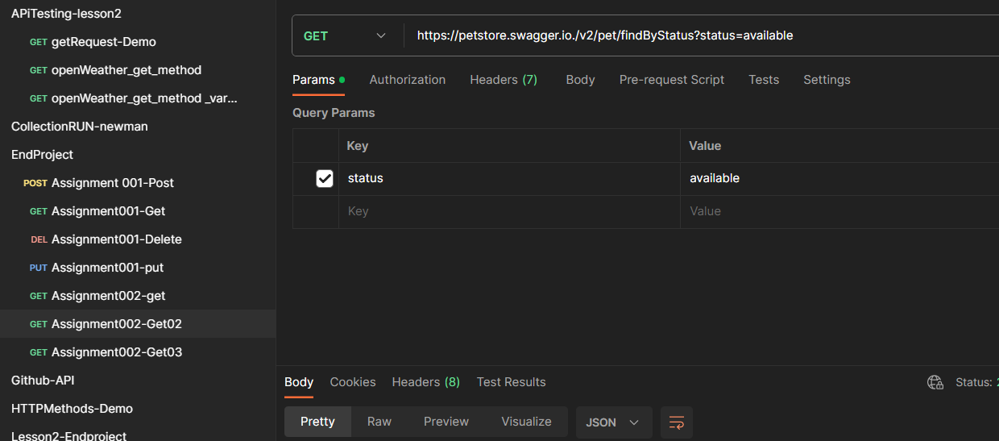 APiTesting-lesson2
GET getRequest-Demo
GET openWeather_get_method
GET openWeather_get_method _var...
CollectionRUN-newman
EndProject
POST Assignment 001-Post
GET Assignment001-Get
DEL Assignment001-Delete
PUT Assignment001-put
GET Assignment002-get
GET Assignment002-Get02
GET Assignment002-Get03
Github-API
HTTPMethods-Demo
Lesson2-Endproject
GET https://petstore.swagger.io./v2/pet/findByStatus?status=available
Params Authorization Headers (7) Body Pre-request Script Tests Settings
Query Params
Key Value
status available
Key Value
Body Cookies Headers (8) Test Results Status:
Pretty Raw Preview Visualize JSON